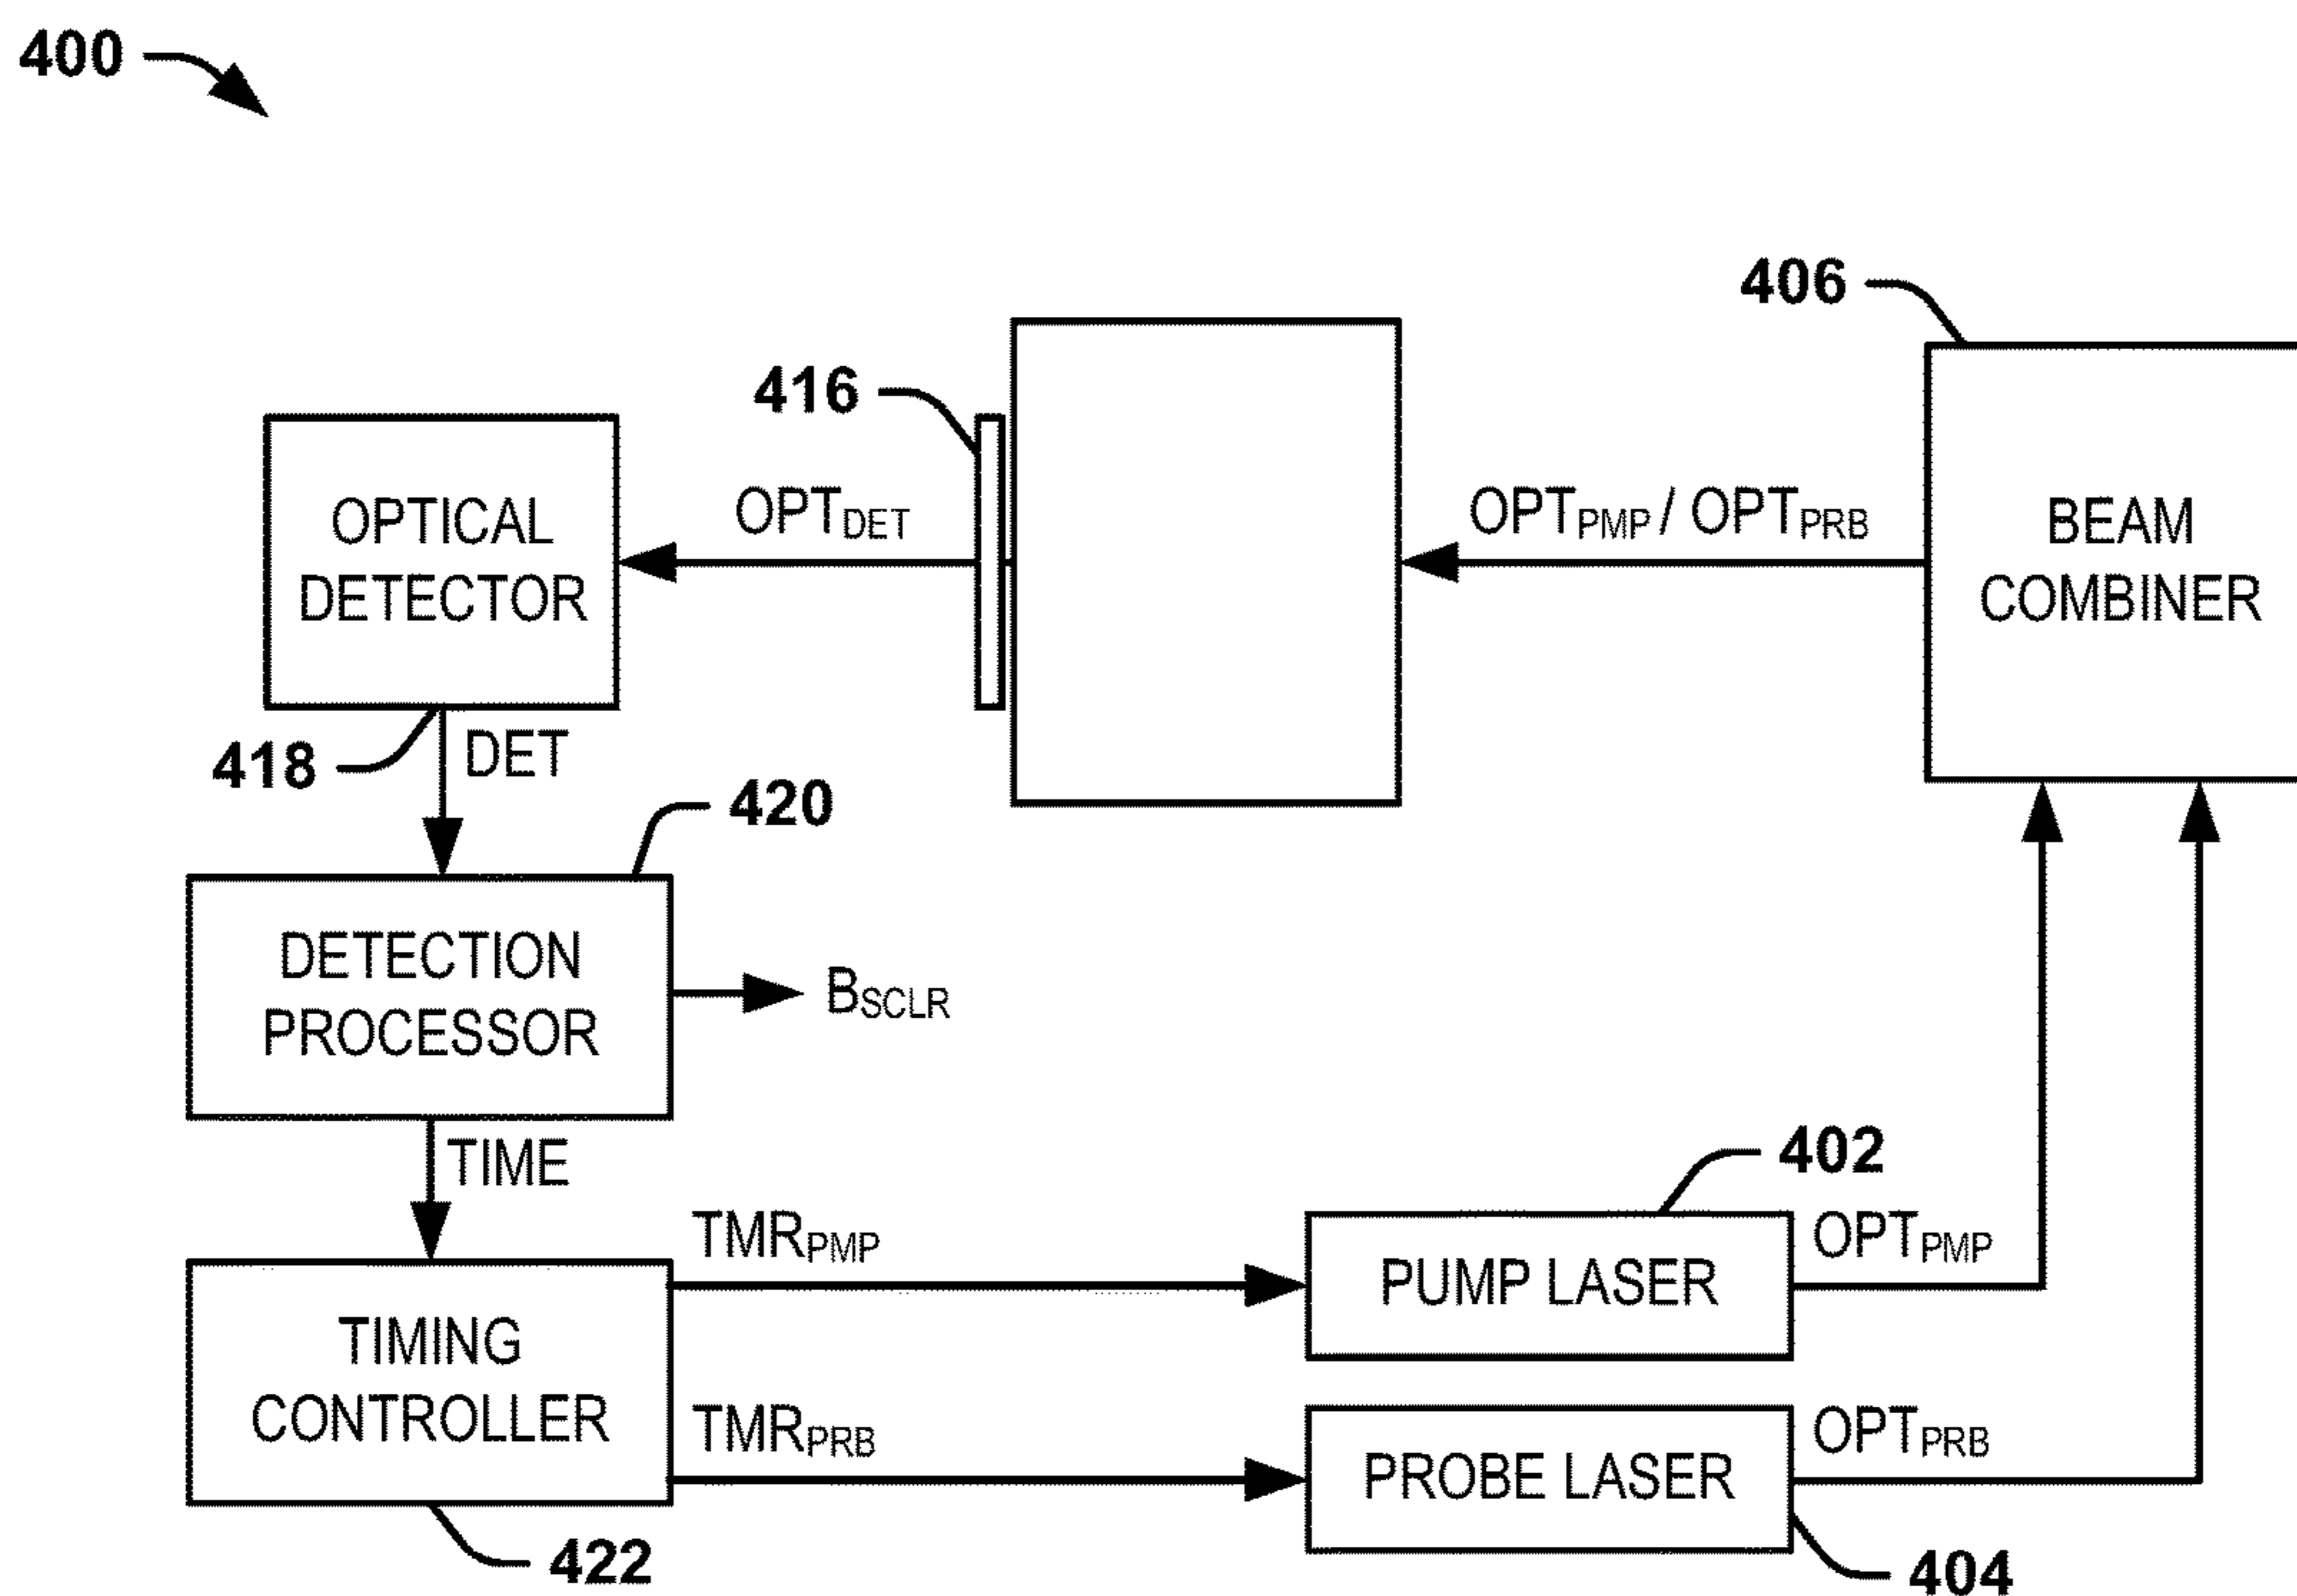 400
406
416
OPTICAL
DETECTOR
OPTDET
OPTPMP / OPTPRB
BEAM
COMBINER
418
DET
420
DETECTION
PROCESSOR
BSCLR
TIME
402
TMRPMP
PUMP LASER
OPTPMP
TIMING
CONTROLLER
TMRPRB
PROBE LASER
OPTPRB
422
404